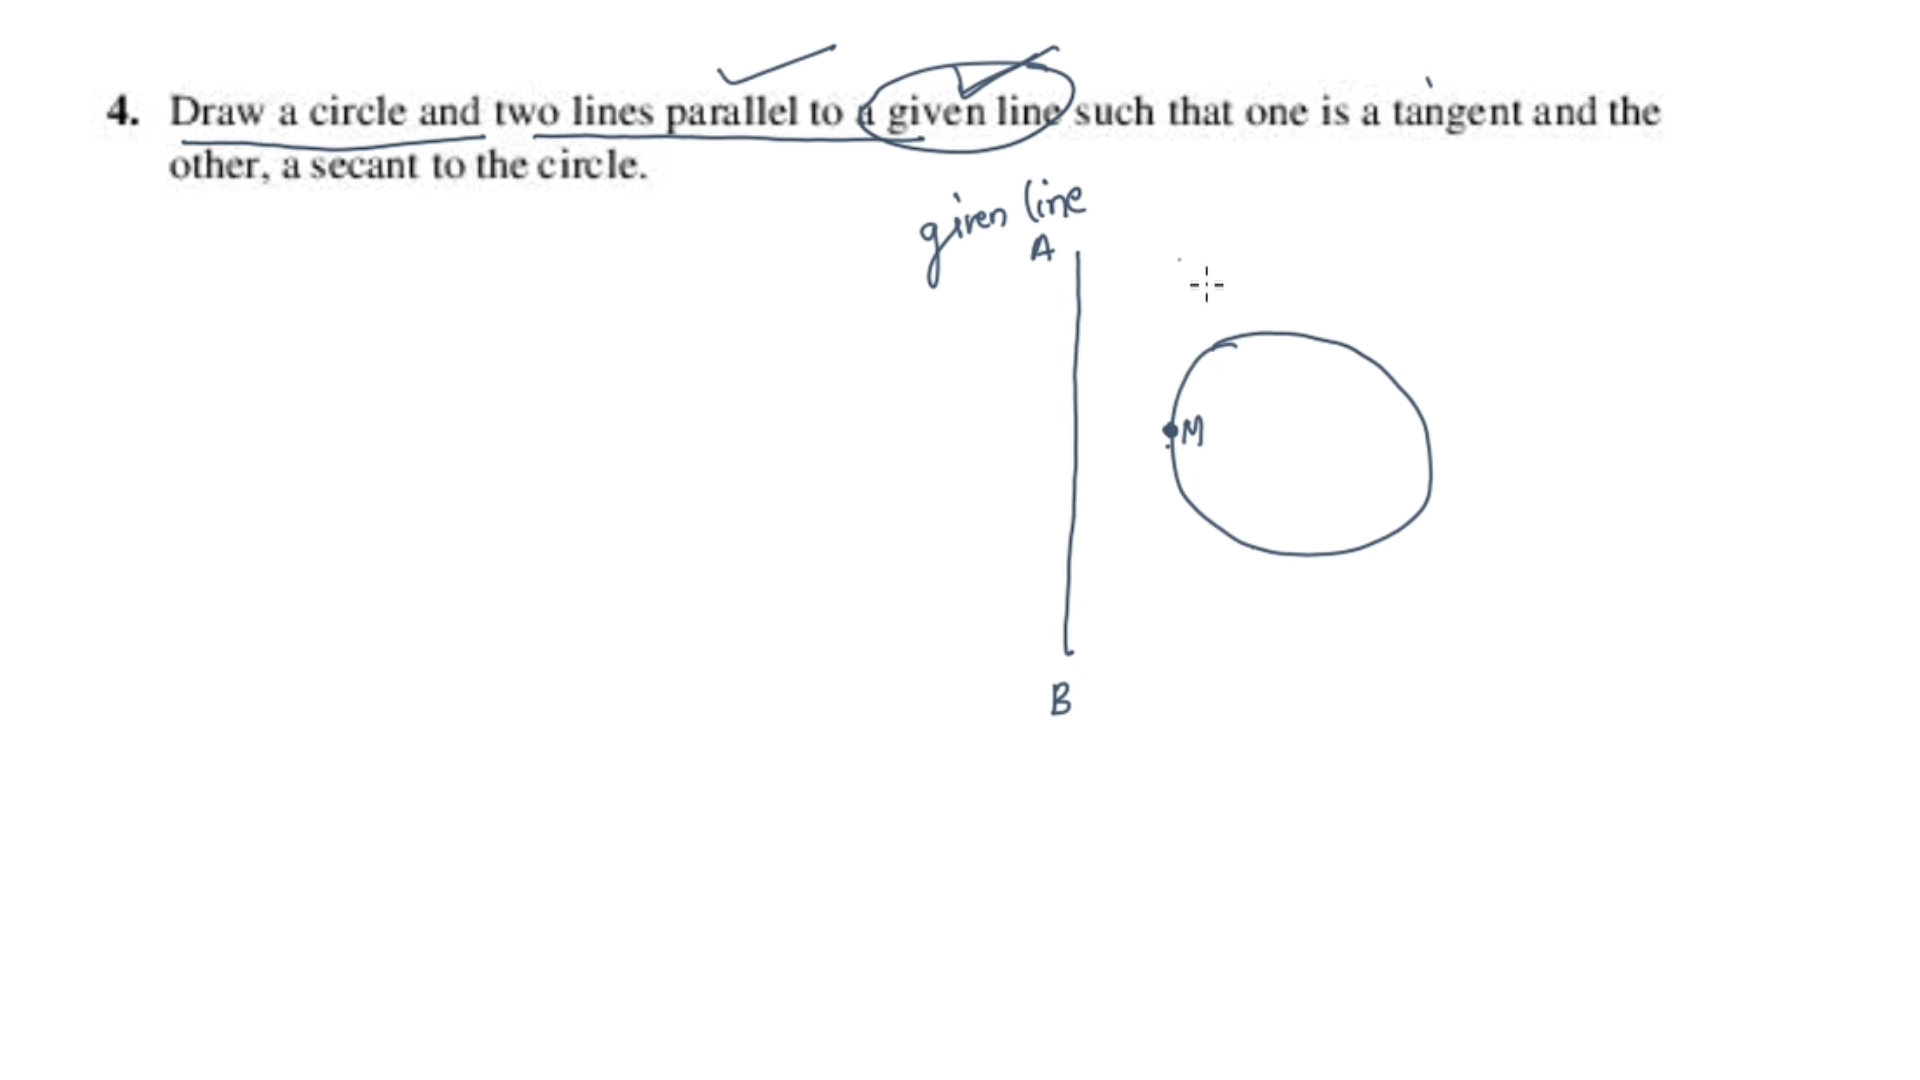 4. Draw a circle and two lines parallel to a given line such that one is a tangent and the
other, a secant to the circle.
given line
A
M
B